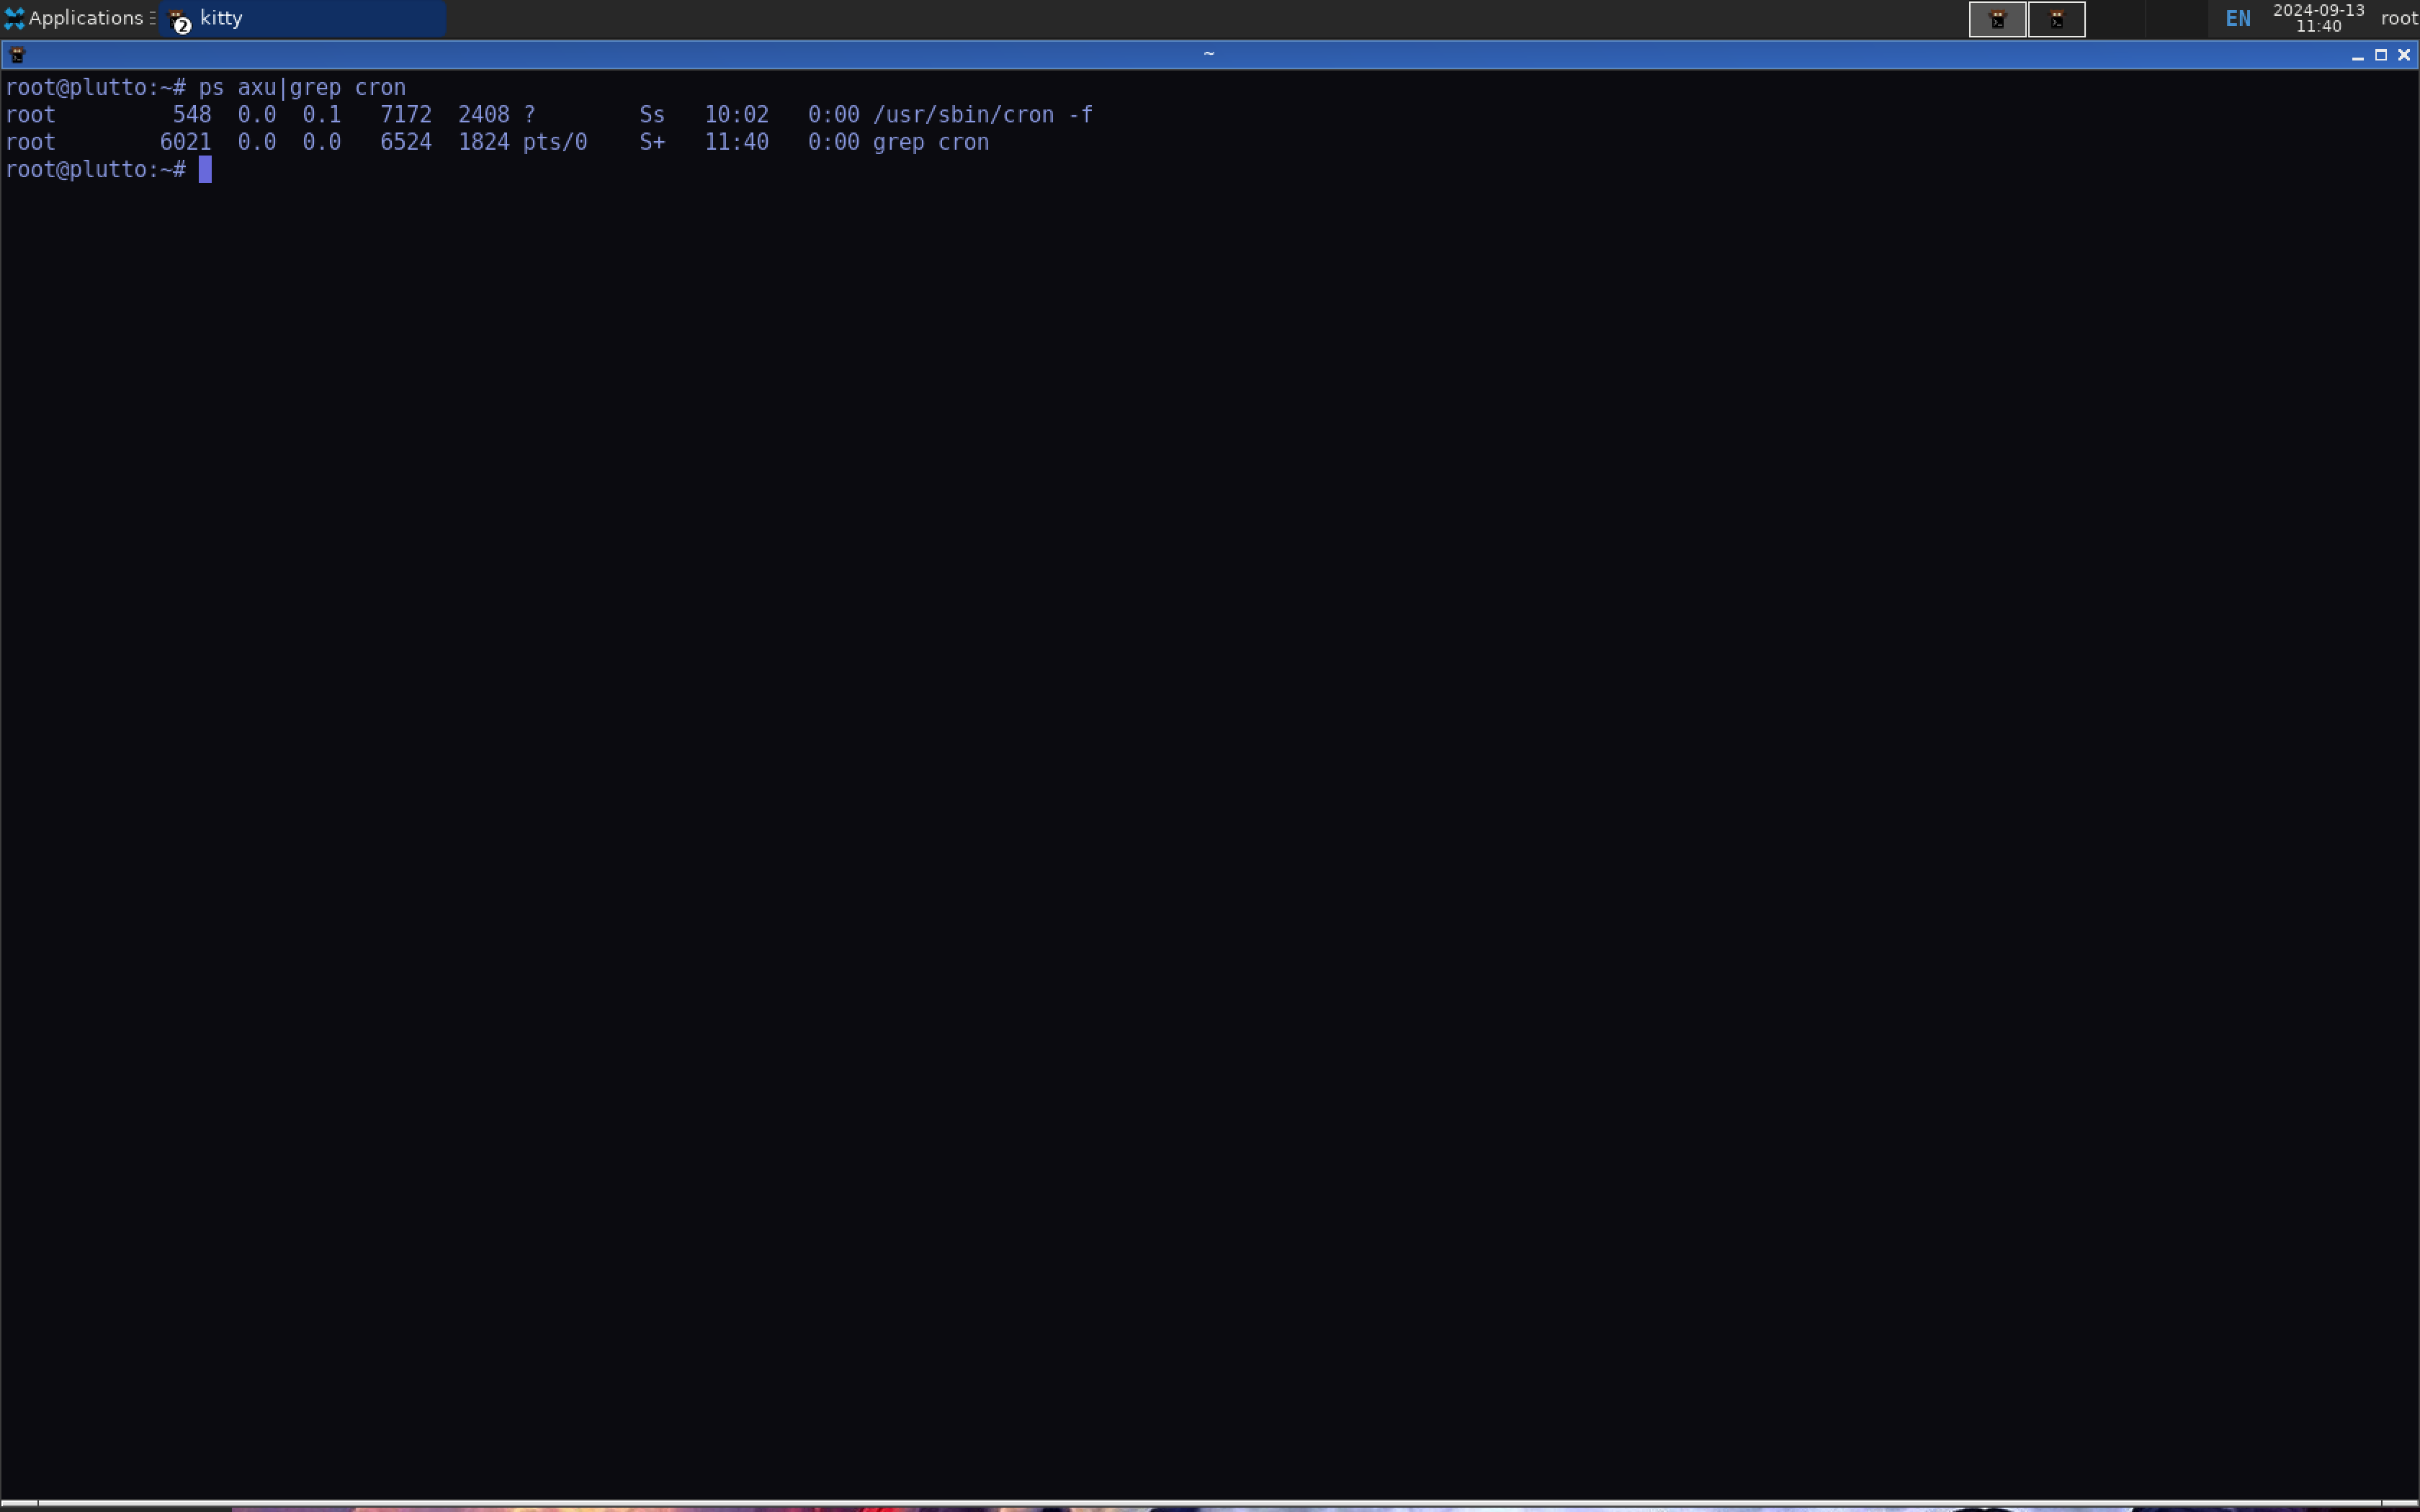 Applications
2 kitty
EN
2024-09-13
11:40
root
~
root@plutto:~# ps axu|grep cron
root         548  0.0  0.1   7172  2408 ?        Ss   10:02   0:00 /usr/sbin/cron -f
root        6021  0.0  0.0   6524  1824 pts/0    S+   11:40   0:00 grep cron
root@plutto:~#